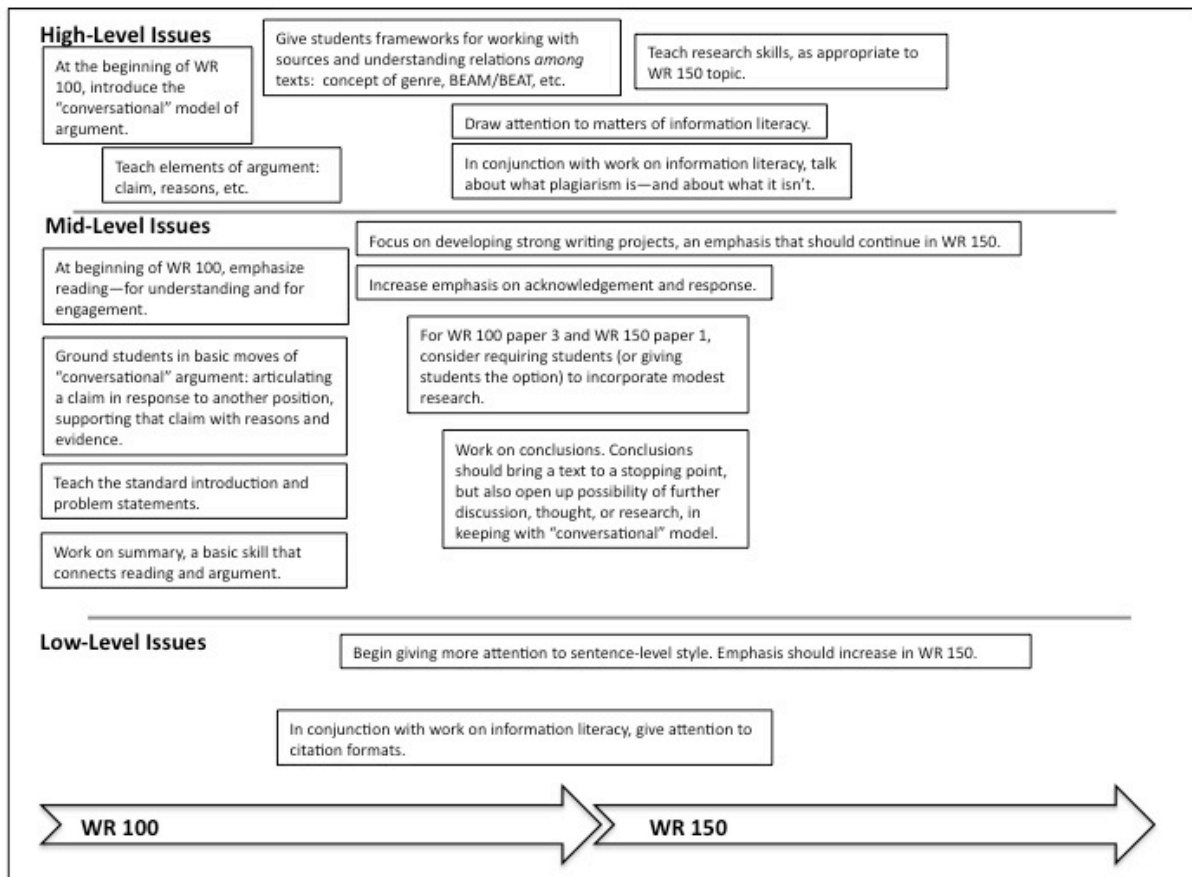 High-Level Issues
At the beginning of WR
100, introduce the
“conversational” model of
argument.
Give students frameworks for working with
sources and understanding relations among
texts:  concept of genre, BEAM/BEAT, etc.
Teach research skills, as appropriate to
WR 150 topic.
Draw attention to matters of information literacy.
Teach elements of argument:
claim, reasons, etc.
In conjunction with work on information literacy, talk
about what plagiarism is—and about what it isn’t.
Mid-Level Issues
Focus on developing strong writing projects, an emphasis that should continue in WR 150.
At beginning of WR 100, emphasize
reading—for understanding and for
engagement.
Increase emphasis on acknowledgement and response.
For WR 100 paper 3 and WR 150 paper 1,
consider requiring students (or giving
students the option) to incorporate modest
research.
Ground students in basic moves of
“conversational” argument: articulating
a claim in response to another position,
supporting that claim with reasons and
evidence.
Work on conclusions. Conclusions
should bring a text to a stopping point,
but also open up possibility of further
discussion, thought, or research, in
keeping with “conversational” model.
Teach the standard introduction and
problem statements.
Work on summary, a basic skill that
connects reading and argument.
Low-Level Issues
Begin giving more attention to sentence-level style. Emphasis should increase in WR 150.
In conjunction with work on information literacy, give attention to
citation formats.
WR 100
WR 150